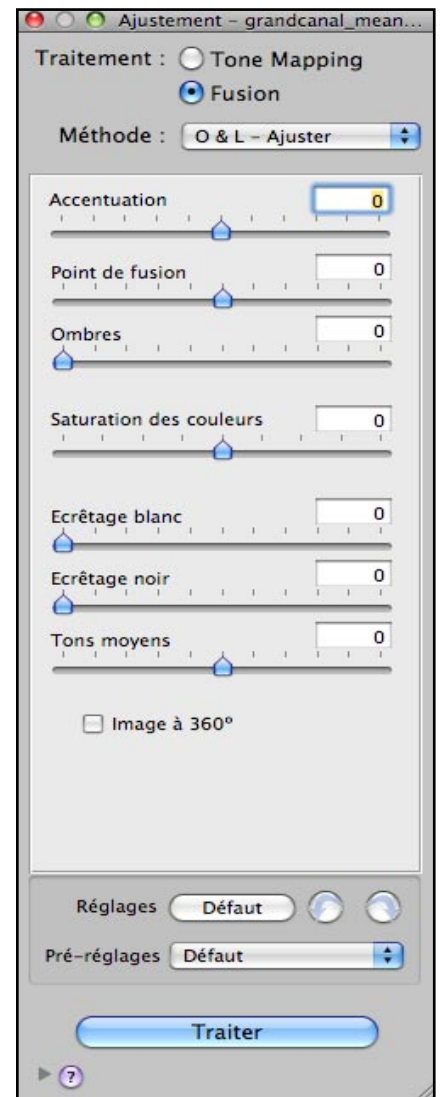 Ajustement – grandcanal_mean...
Traitement : Tone Mapping
Fusion
Méthode : O & L – Ajuster
Accentuation 0
Point de fusion 0
Ombres 0
Saturation des couleurs 0
Ecrêtage blanc 0
Ecrêtage noir 0
Tons moyens 0
Image à 360°
Réglages Défaut
Pré-réglages Défaut
Traiter
?